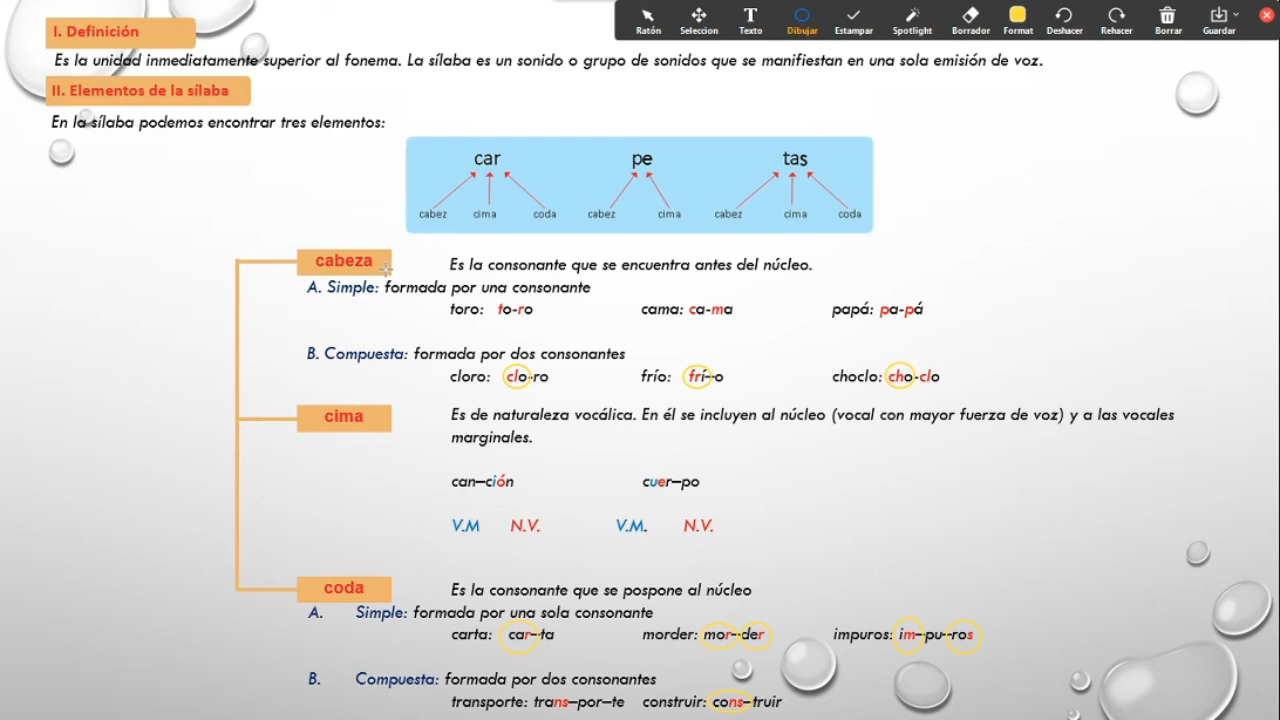 I. Definición
Ratón Seleccion Texto Dibujar Estampar Spotlight Borrador Format Deshacer Rehacer Borrar Guardar
Es la unidad inmediatamente superior al fonema. La sílaba es un sonido o grupo de sonidos que se manifiestan en una sola emisión de voz.
II. Elementos de la sílaba
En la sílaba podemos encontrar tres elementos:
car pe tas
cabez cima coda cabez cima cabez cima coda
cabeza Es la consonante que se encuentra antes del núcleo.
A. Simple: formada por una consonante
toro: to-ro cama: ca-ma papá: pa-pá
B. Compuesta: formada por dos consonantes
cloro: clo-ro frío: frí–o choclo: cho-clo
cima Es de naturaleza vocálica. En él se incluyen al núcleo (vocal con mayor fuerza de voz) y a las vocales
marginales.
can–ción cuer–po
V.M N.V. V.M. N.V.
coda Es la consonante que se pospone al núcleo
A. Simple: formada por una sola consonante
carta: car–ta morder: mor–der impuros: im–pu–ros
B. Compuesta: formada por dos consonantes
transporte: trans–por–te construir: cons–truir